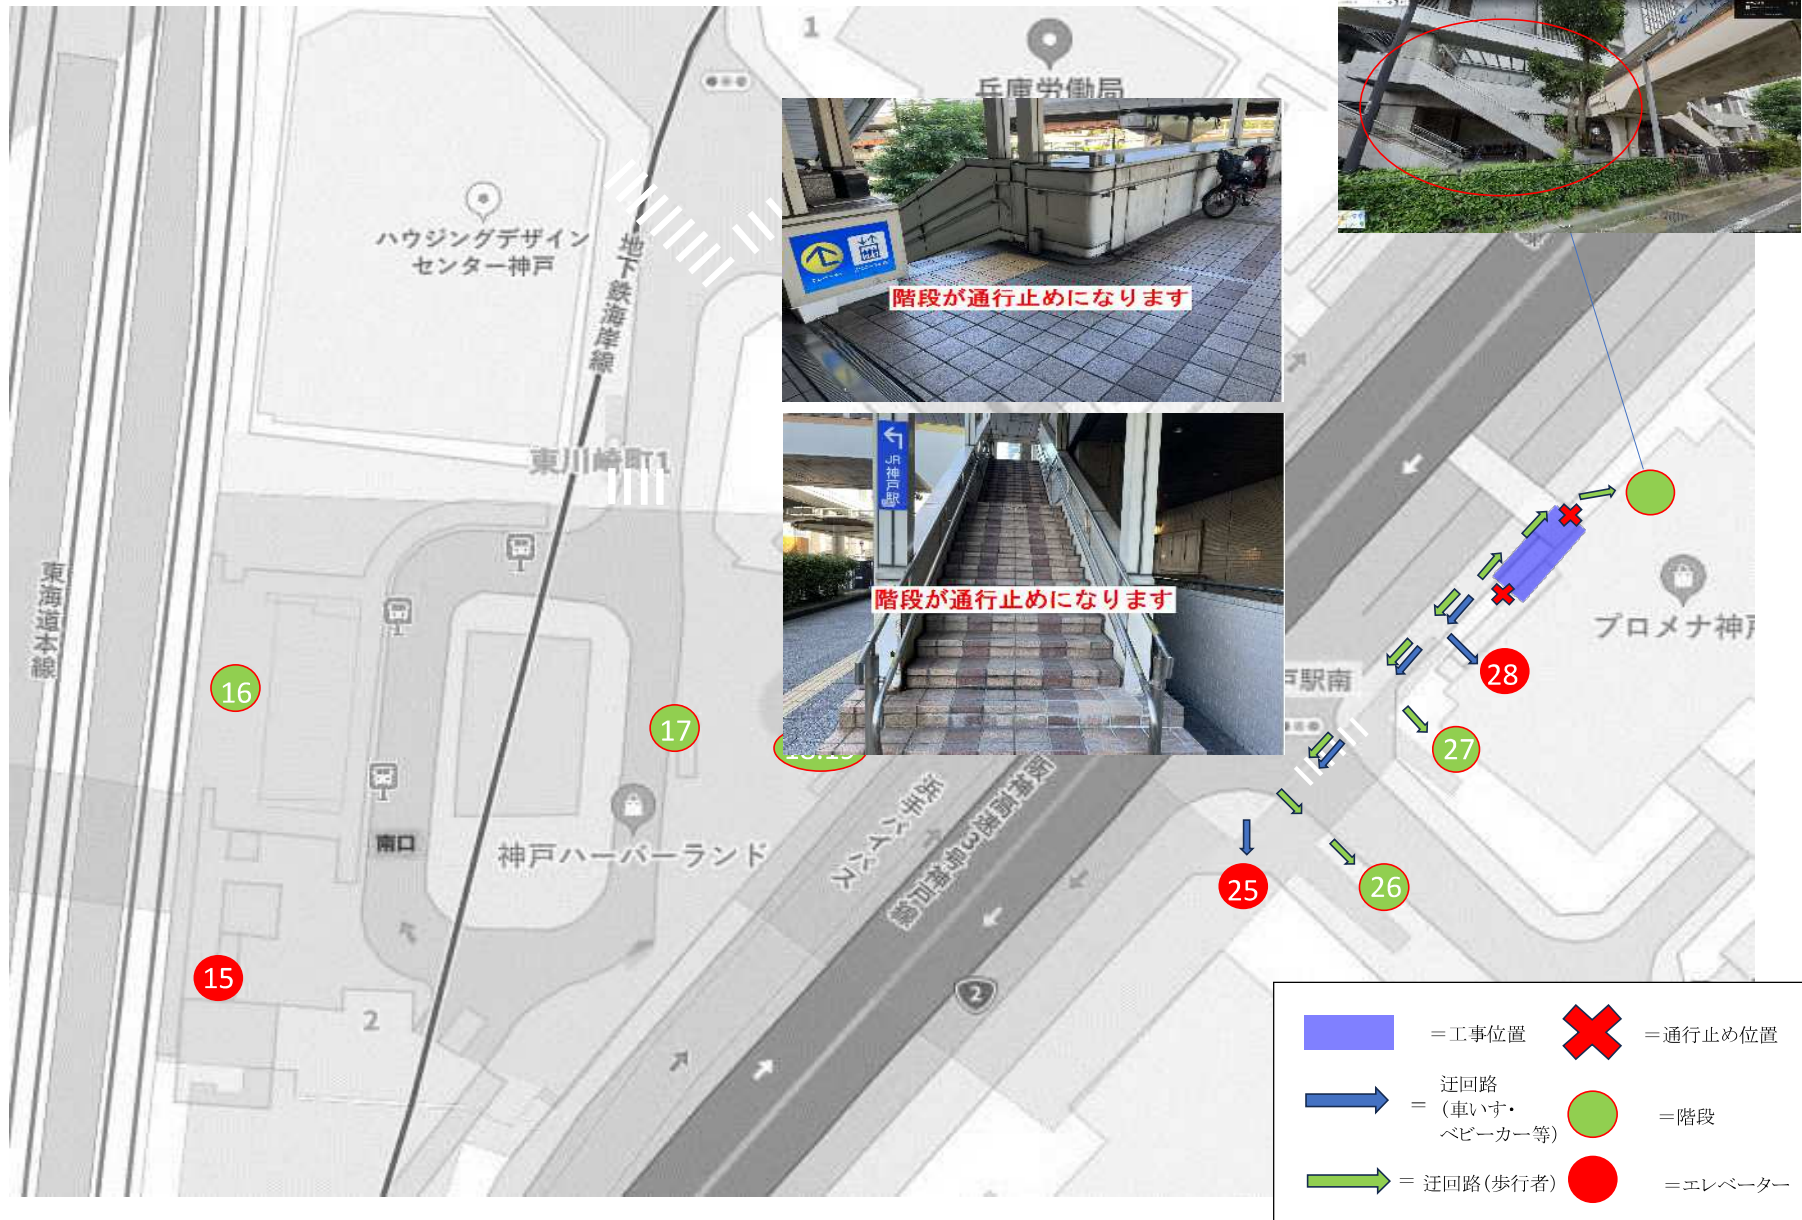 1
兵庫労働局
ハウジングデザイン
センター神戸
地下鉄海岸線
階段が通行止めになります
東川崎町1
JR
神戸駅
階段が通行止めになります
東海道本線
プロメナ神戸
戸駅南
16
17
18.19
28
27
26
25
15
南口
神戸ハーバーランド
浜手バイパス
阪神高速3号神戸線
2
2
=工事位置
=通行止め位置
=
迂回路
(車いす・
ベビーカー等)
=階段
=
迂回路(歩行者)
=エレベーター